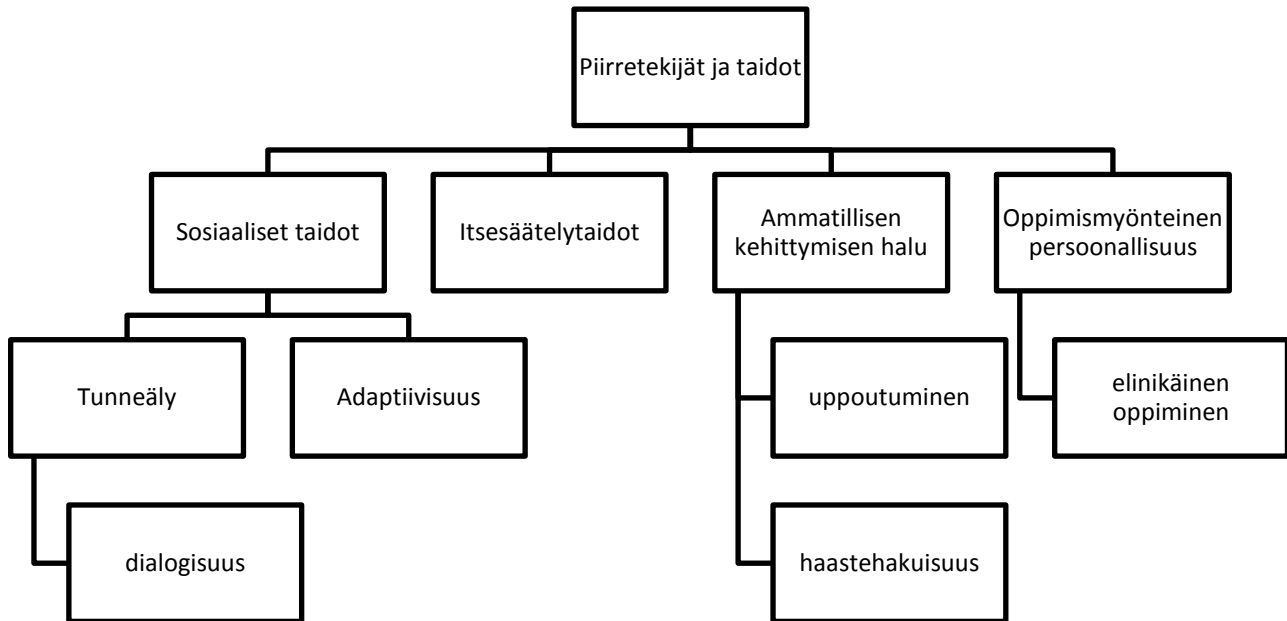 Piirretekijät ja taidot
Sosiaaliset taidot
Itsesäätelytaidot
Ammatillisen
kehittymisen halu
Oppimismyönteinen
persoonallisuus
Tunneäly
Adaptiivisuus
uppoutuminen
elinikäinen
oppiminen
dialogisuus
haastehakuisuus